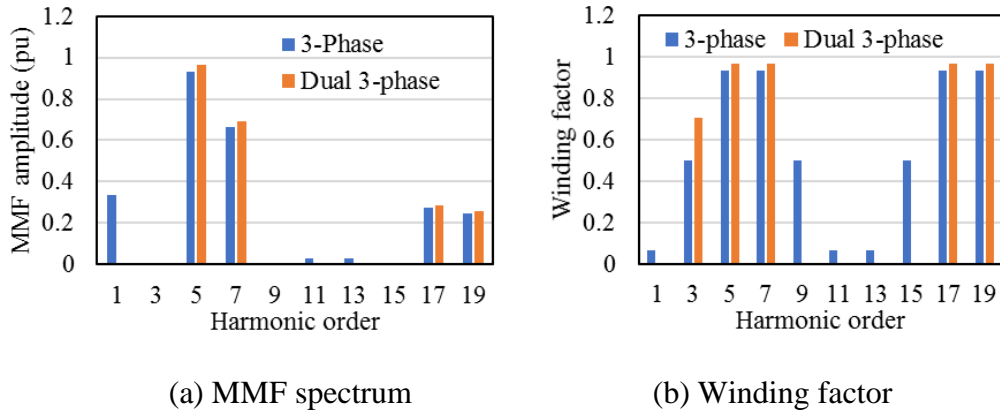 1.2
1
0.8
0.6
0.4
0.2
0
MMF amplitude (pu)
3-Phase
Dual 3-phase
1 3 5 7 9 11 13 15 17 19
Harmonic order
(a) MMF spectrum
1.2
1
0.8
0.6
0.4
0.2
0
Winding factor
3-phase Dual 3-phase
1 3 5 7 9 11 13 15 17 19
Harmonic order
(b) Winding factor